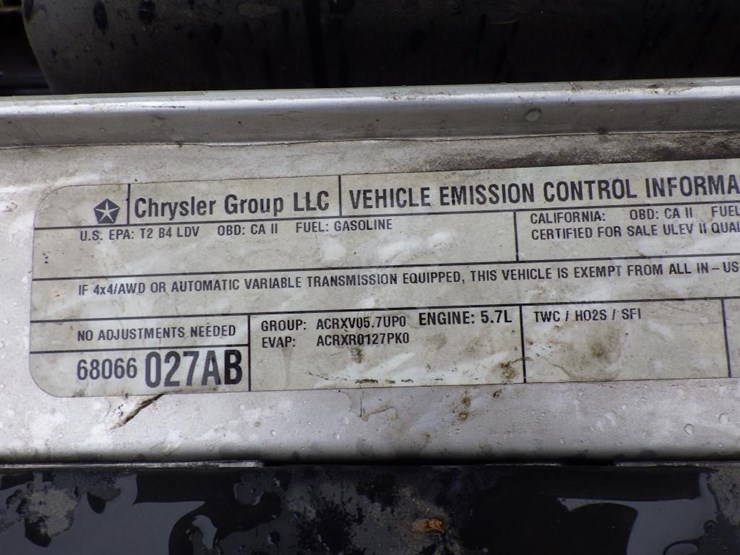 Chrysler Group LLC VEHICLE EMISSION CONTROL
U.S. EPA: T2 B4 LDV OBD: CA II FUEL: GASOLINE
CALIFORNIA: OBD: CA II FUEL
CERTIFIED FOR SALE ULEV II
IF 4x4/AWD OR AUTOMATIC VARIABLE TRANSMISSION EQUIPPED, THIS VEHICLE IS EXEMPT FROM ALL IN-US
NO ADJUSTMENTS NEEDED
68066 027AB
GROUP: ACRXV05.7UP0 ENGINE: 5.7L
EVAP: ACRXR0127PK0
TWC / HO2S / SFI